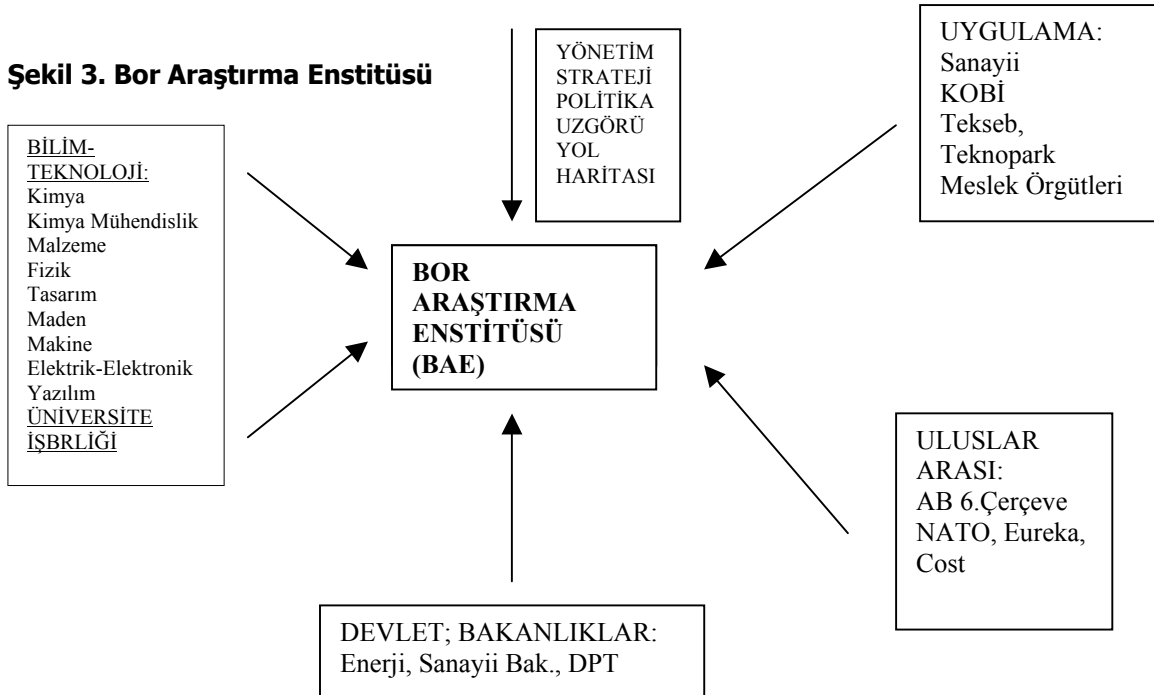 Şekil 3. Bor Araştırma Enstitüsü
BİLİM-
TEKNOLOJİ:
Kimya
Kimya Mühendislik
Malzeme
Fizik
Tasarım
Maden
Makine
Elektrik-Elektronik
Yazılım
ÜNİVERSİTE
İŞBRLİĞİ
YÖNETİM
STRATEJİ
POLİTİKA
UZGÖRÜ
YOL
HARİTASI
UYGULAMA:
Sanayii
KOBİ
Tekseb,
Teknopark
Meslek Örgütleri
BOR
ARAŞTIRMA
ENSTİTÜSÜ
(BAE)
ULUSLAR
ARASI:
AB 6.Çerçeve
NATO, Eureka,
Cost
DEVLET; BAKANLIKLAR:
Enerji, Sanayii Bak., DPT